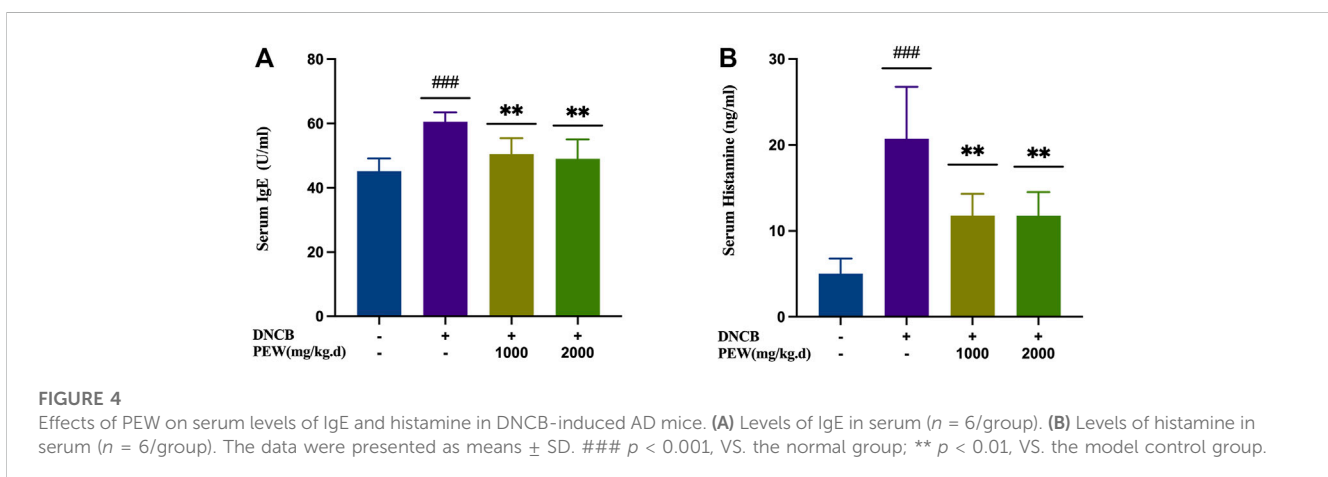 A
80
60
40
20
0
Serum IgE (U/ml)
###
**
**
DNCB - + + +
PEW(mg/kg.d) - - 1000 2000
B
30
20
10
0
Serum Histamine (ng/ml)
###
**
**
DNCB - + + +
PEW(mg/kg.d) - - 1000 2000
FIGURE 4
Effects of PEW on serum levels of IgE and histamine in DNCB-induced AD mice. (A) Levels of IgE in serum (n = 6/group). (B) Levels of histamine in
serum (n = 6/group). The data were presented as means ± SD. ### p < 0.001, VS. the normal group; ** p < 0.01, VS. the model control group.